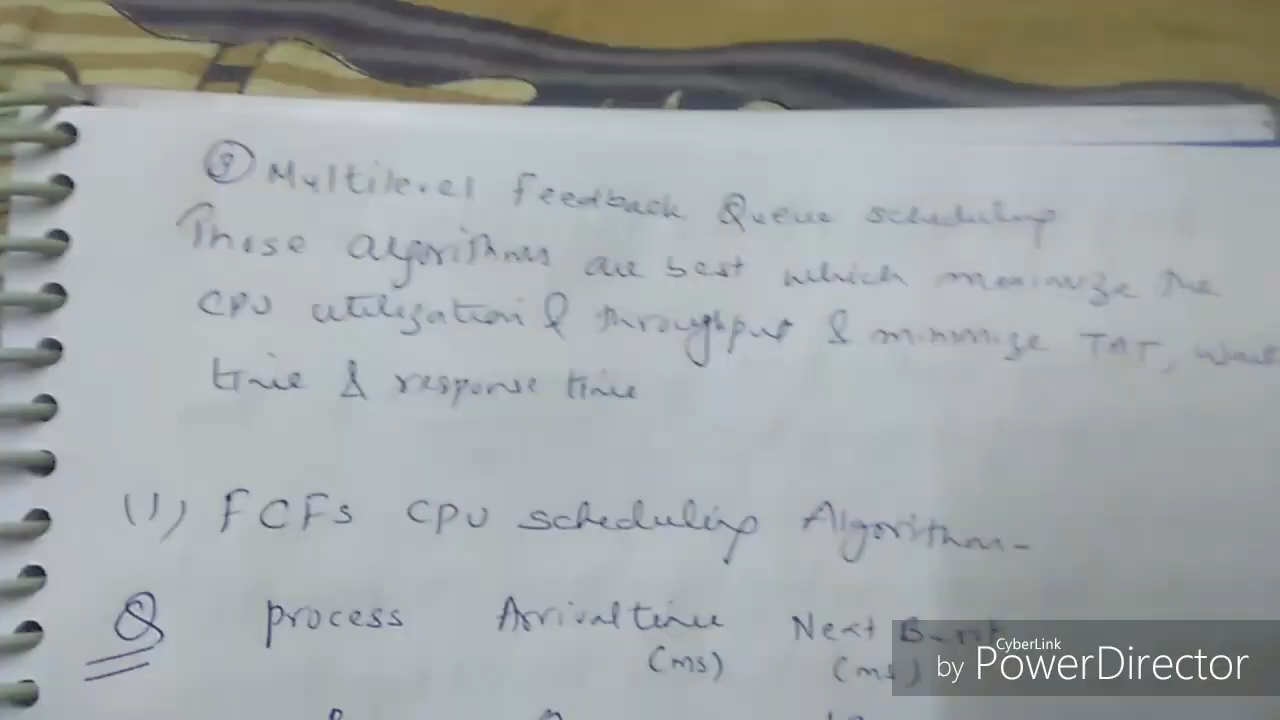 ⑨ Multilevel Feedback Queue scheduling
These algorithms are best which maximize the
CPU utilization & throughput & minimize TAT, wait
time & response time
(1) FCFS CPU scheduling Algorithm-
Q process Arrival time Next Burst
(ms) (ms)
CyberLink
by PowerDirector